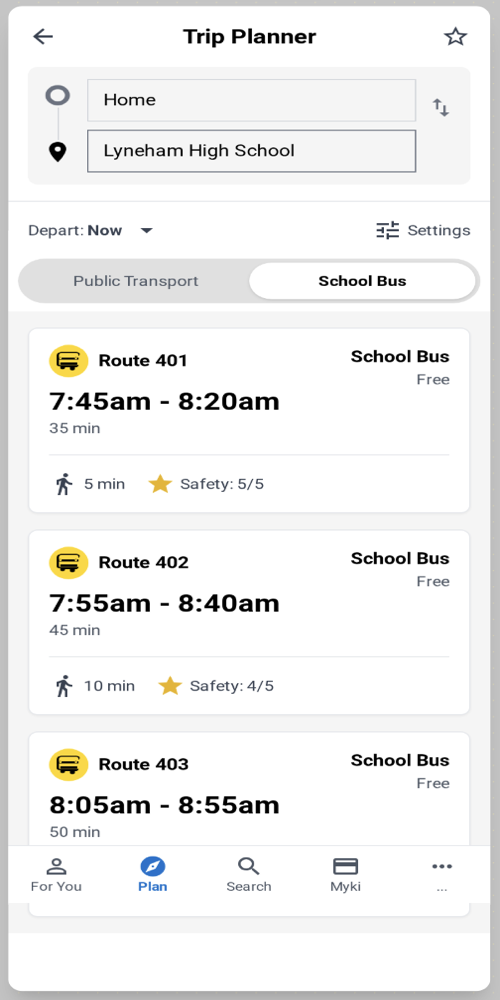 Trip Planner
Home
Lyneham High School
Depart: Now
Settings
Public Transport
School Bus
Route 401
School Bus
Free
7:45am - 8:20am
35 min
5 min
Safety: 5/5
Route 402
School Bus
Free
7:55am - 8:40am
45 min
10 min
Safety: 4/5
Route 403
School Bus
Free
8:05am - 8:55am
50 min
For You
Plan
Search
Myki
...